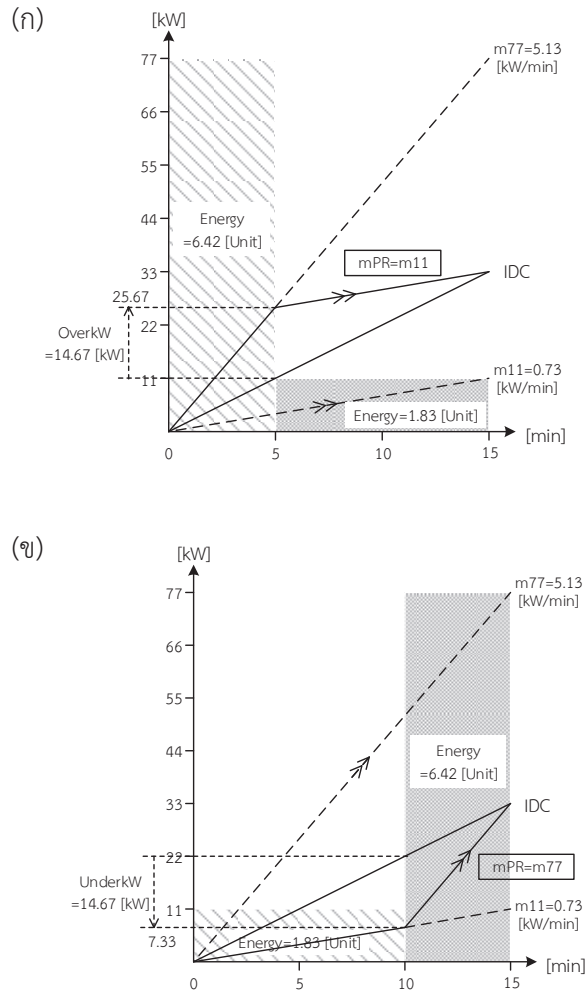 (ก)
[kW]
77
m77=5.13
[kW/min]
66
55
44
Energy
=6.42 [Unit]
33
mPR=m11
IDC
25.67
22
OverkW
=14.67 [kW]
11
m11=0.73
[kW/min]
Energy=1.83 [Unit]
0
5
10
15
[min]
(ข)
[kW]
77
m77=5.13
[kW/min]
66
55
44
Energy
=6.42 [Unit]
33
IDC
22
mPR=m77
UnderkW
=14.67 [kW]
11
m11=0.73
[kW/min]
7.33
Energy=1.83 [Unit]
0
5
10
15
[min]